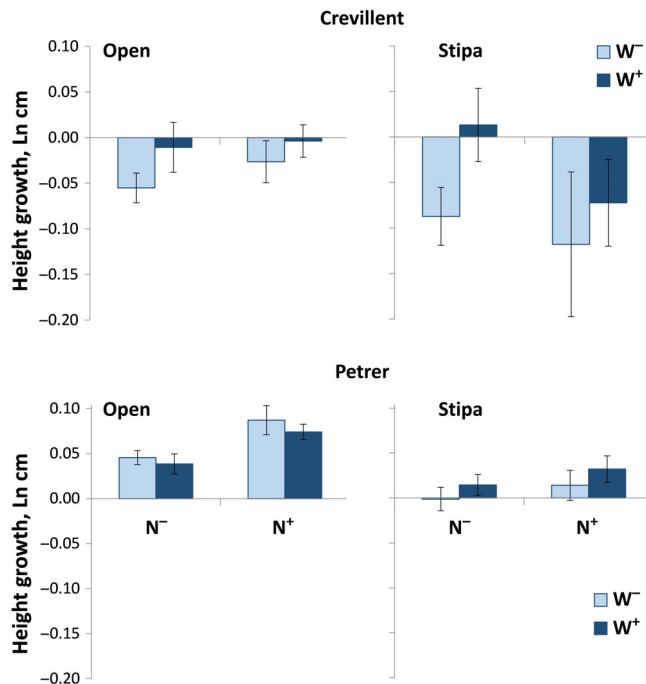 Crevillent
Open
Stipa
W⁻
W⁺
Height growth, Ln cm
0.10
0.05
0.00
–0.05
–0.10
–0.15
–0.20
Petrer
Open
Stipa
Height growth, Ln cm
0.10
0.05
0.00
–0.05
–0.10
–0.15
–0.20
N⁻
N⁺
N⁻
N⁺
W⁻
W⁺